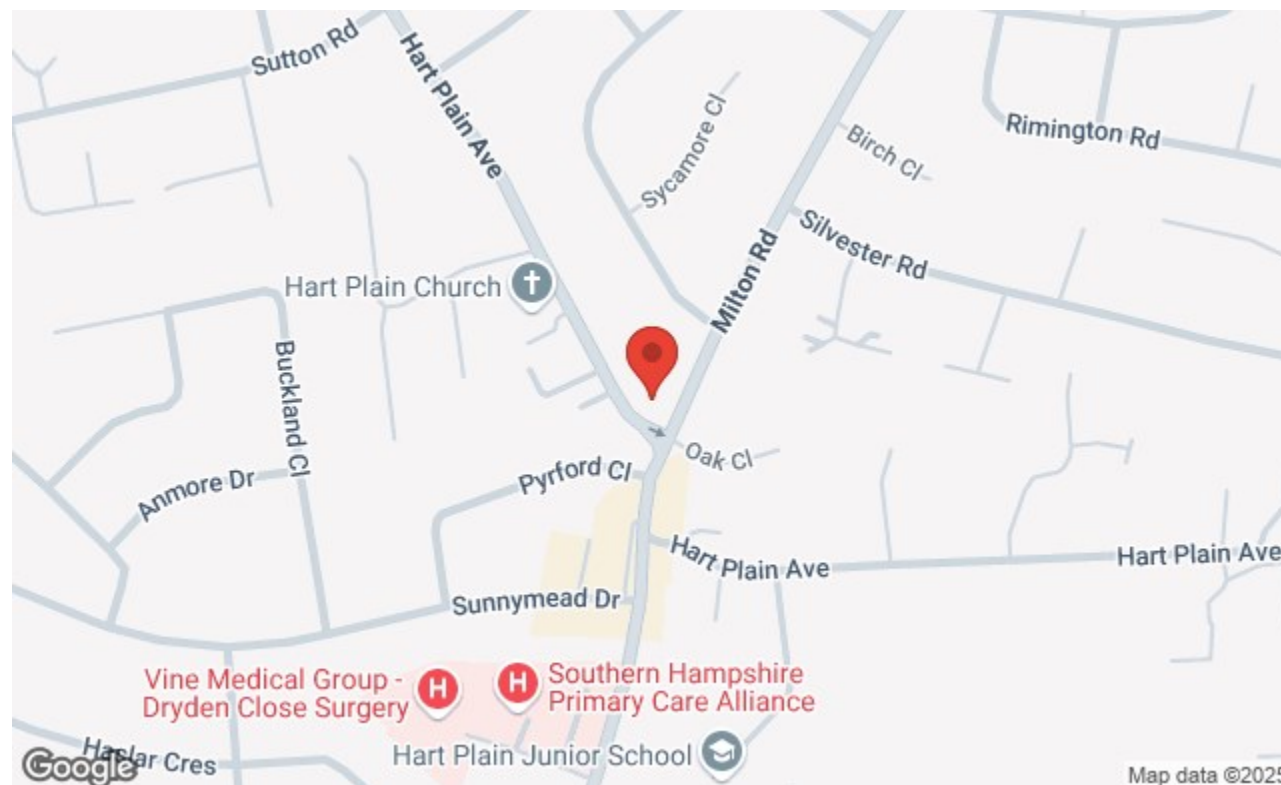 Sutton Rd
Hart Plain Ave
Sycamore Cl
Birch Cl
Rimington Rd
Silvester Rd
Milton Rd
Hart Plain Church
Buckland Cl
Anmore Dr
Pyrford Cl
Oak Cl
Hart Plain Ave
Hart Plain Ave
Sunnymead Dr
Vine Medical Group -
Dryden Close Surgery
H
H
Southern Hampshire
Primary Care Alliance
Hart Plain Junior School
Haslar Cres
Google
Map data ©2025